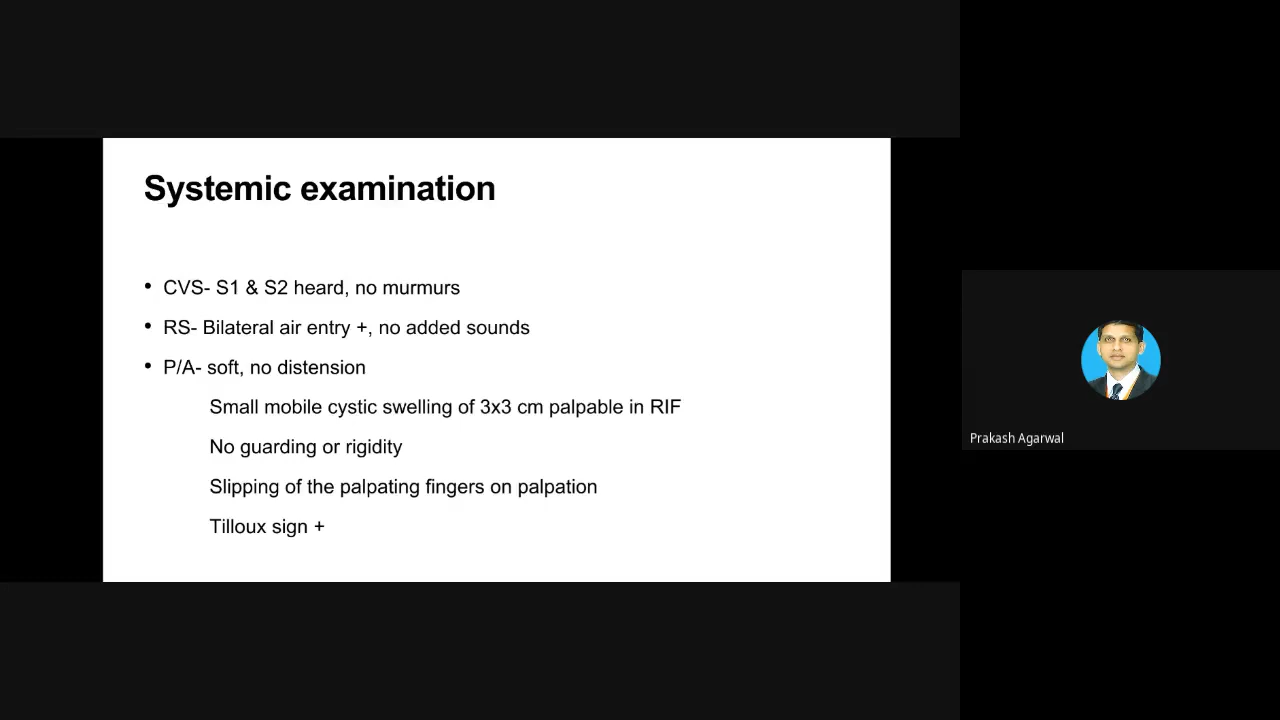 Systemic examination
• CVS- S1 & S2 heard, no murmurs
• RS- Bilateral air entry +, no added sounds
• P/A- soft, no distension
Small mobile cystic swelling of 3x3 cm palpable in RIF
No guarding or rigidity
Slipping of the palpating fingers on palpation
Tilloux sign +
Prakash Agarwal